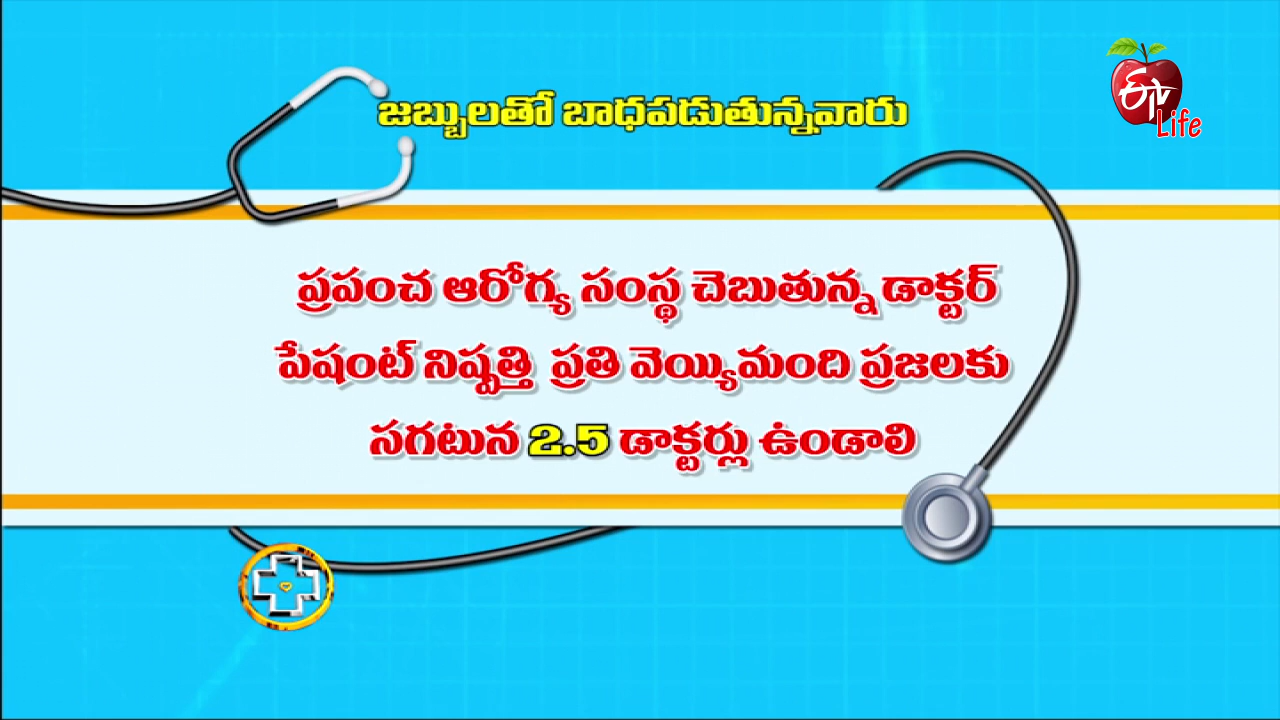 జబ్బులతో బాధపడుతున్నవారు
ETV
Life
ప్రపంచ ఆరోగ్య సంస్థ చెబుతున్న డాక్టర్
పేషంట్ నిష్పత్తి ప్రతి వెయ్యిమంది ప్రజలకు
సగటున 2.5 డాక్టర్లు ఉండాలి